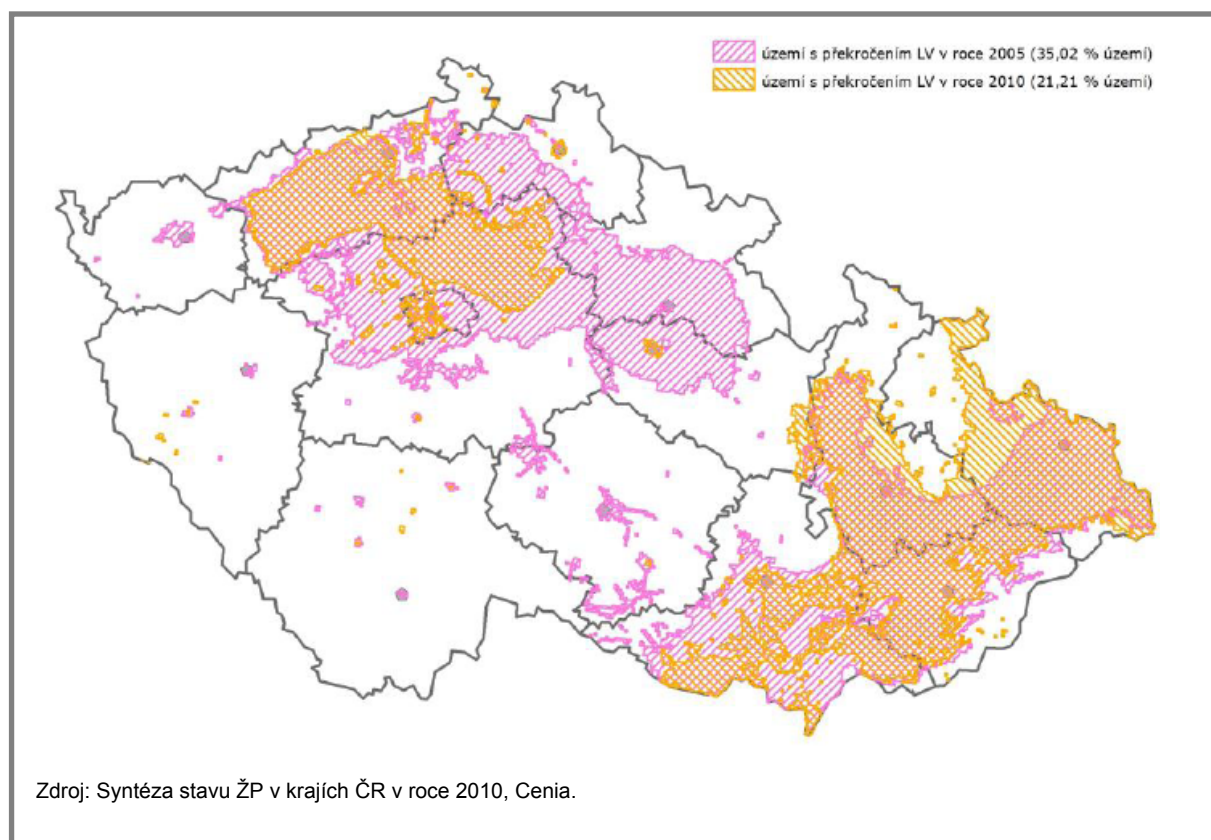 území s překročením LV v roce 2005 (35,02 % území)
území s překročením LV v roce 2010 (21,21 % území)
Zdroj: Syntéza stavu ŽP v krajích ČR v roce 2010, Cenia.